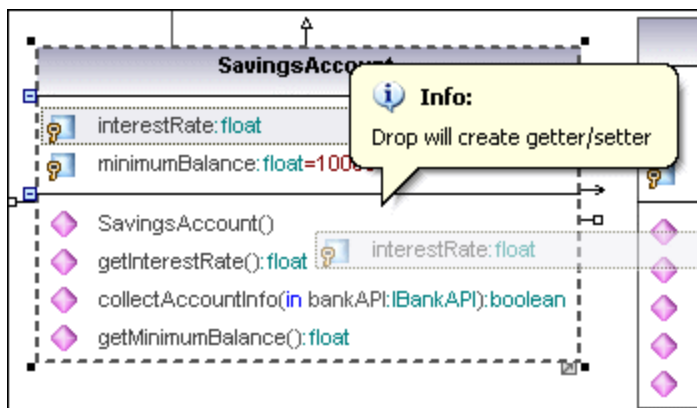 SavingsAccount
Info:
Drop will create getter/setter
interestRate:float
minimumBalance:float=1000
SavingsAccount()
interestRate:float
getInterestRate():float
collectAccountInfo(in bankAPI:IBankAPI):boolean
getMinimumBalance():float